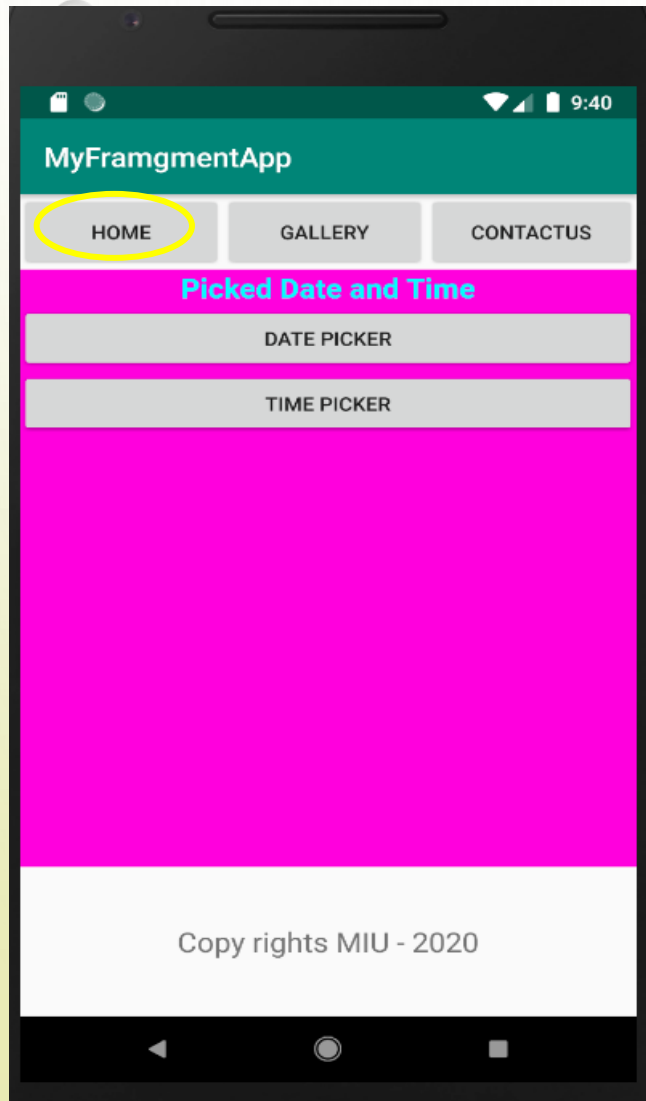 9:40
MyFramgmentApp
HOME GALLERY CONTACTUS
Picked Date and Time
DATE PICKER
TIME PICKER
Copy rights MIU - 2020